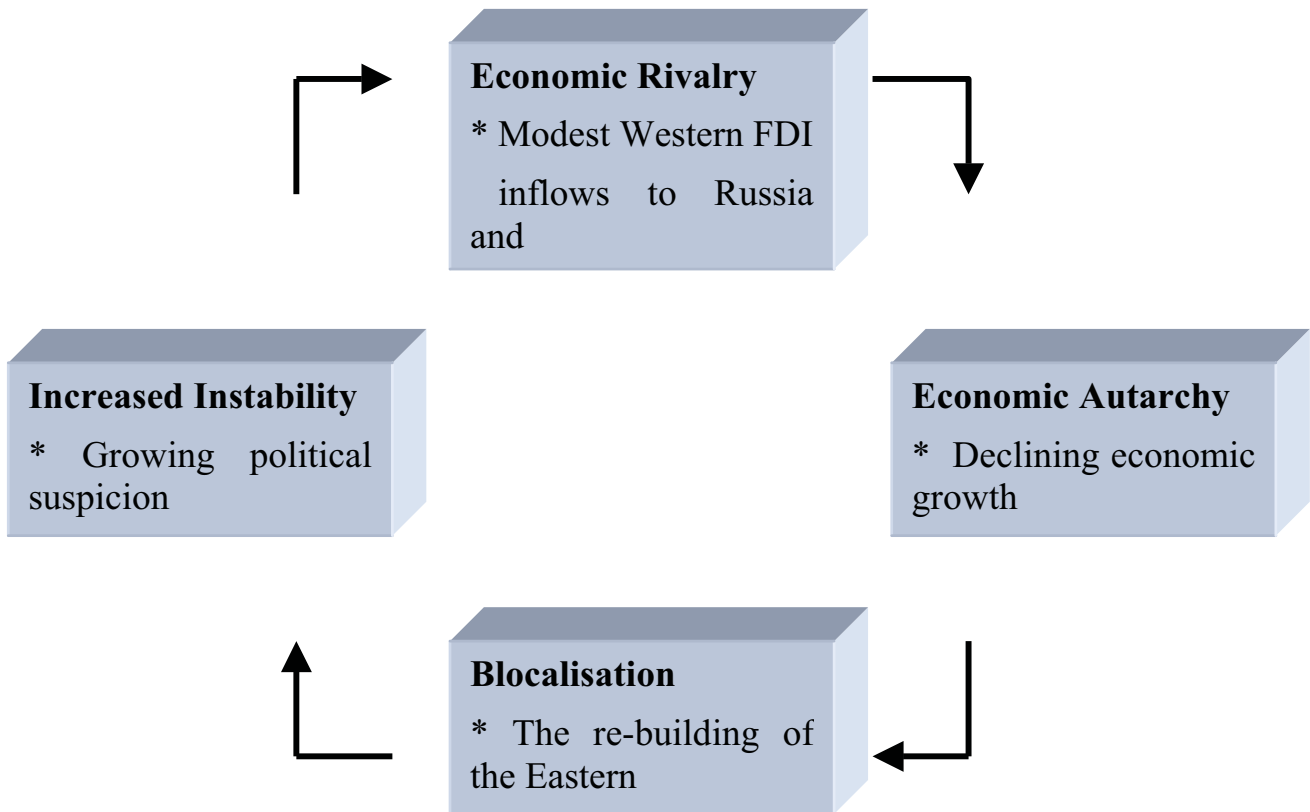 Economic Rivalry
* Modest Western FDI
inflows to Russia
and
Increased Instability
* Growing political
suspicion
Economic Autarchy
* Declining economic
growth
Blocalisation
* The re-building of
the Eastern